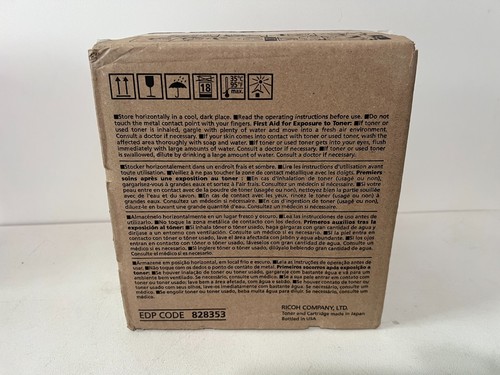 18
35°C
95°F
max.
■Store horizontally in a cool, dark place. ■Read the operating instructions before use. ■Do not
touch the metal contact point with your fingers. First Aid for Exposure to Toner: ■If toner or
used toner is inhaled, gargle with plenty of water and move into a fresh air environment.
Consult a doctor if necessary. ■If your skin comes into contact with toner or used toner, wash the
affected area thoroughly with soap and water. ■If toner or used toner gets into your eyes, flush
immediately with large amounts of water. Consult a doctor if necessary. ■If toner or used toner
is swallowed, dilute by drinking a large amount of water. Consult a doctor if necessary.
■Stocker horizontalement dans un endroit frais et sombre. ■Lire les instructions d'utilisation avant
toute utilisation. ■Veillez à ne pas toucher la zone de contact métallique avec les doigts. Premiers
soins après une exposition au toner : ■En cas d'inhalation de toner (usagé ou non),
gargarisez-vous à grandes eaux et sortez à l'air frais. Consultez un médecin si nécessaire. ■Si votre
peau entre en contact avec de la poudre de toner (usagée ou non), nettoyez bien la partie souillée
avec de l'eau et du savon. ■En cas de contact avec les yeux, rincez le toner (usagé ou non) à
grandes eaux. Consultez un médecin si nécessaire. ■En cas d'ingestion de toner (usagé ou non),
diluez-le en buvant une grande quantité d'eau. Consultez un médecin si nécessaire.
■Almacénelo horizontalmente en un lugar fresco y oscuro. ■Lea las instrucciones de uso antes de
utilizarlo. ■No toque la zona metálica de contacto con los dedos. Primeros auxilios tras la
exposición al tóner: ■Si inhala tóner o tóner usado, haga gárgaras con gran cantidad de agua y
diríjase a un entorno con ventilación. Consulte a un médico si es necesario. ■Si la piel entra en
contacto con tóner o tóner usado, lave el área afectada con jabón y agua abundante. ■Si los ojos
entran en contacto con tóner o tóner usado, láveselos con gran cantidad de agua. Consulte a un
médico si es necesario. ■Si ingiere tóner o tóner usado, dilúyalo bebiendo gran cantidad de agua.
Consulte al médico si es necesario.
■Armazene em posição horizontal, em local frio e escuro. ■Leia as instruções de operação antes de
usar. ■Não toque com os dedos o ponto de contato de metal. Primeiros socorros após exposição a
toner: ■Se houver inalação de toner ou toner usado, gargareje com bastante água e vá para um
ambiente ventilado. Se necessário, consulte um médico. ■Se a sua pele entrar em contato com
toner ou toner usado, lave bem a área afetada, com água e sabão. ■Se houver contato de toner ou
toner usado com seus olhos, lave-os imediatamente com bastante água. Se necessário, consulte um
médico. ■Se engolir toner ou toner usado, beba muita água para diluir. Se necessário, consulte um
médico.
EDP CODE 828353
RICOH COMPANY, LTD.
Toner and Cartridge made in Japan
Bottled in USA